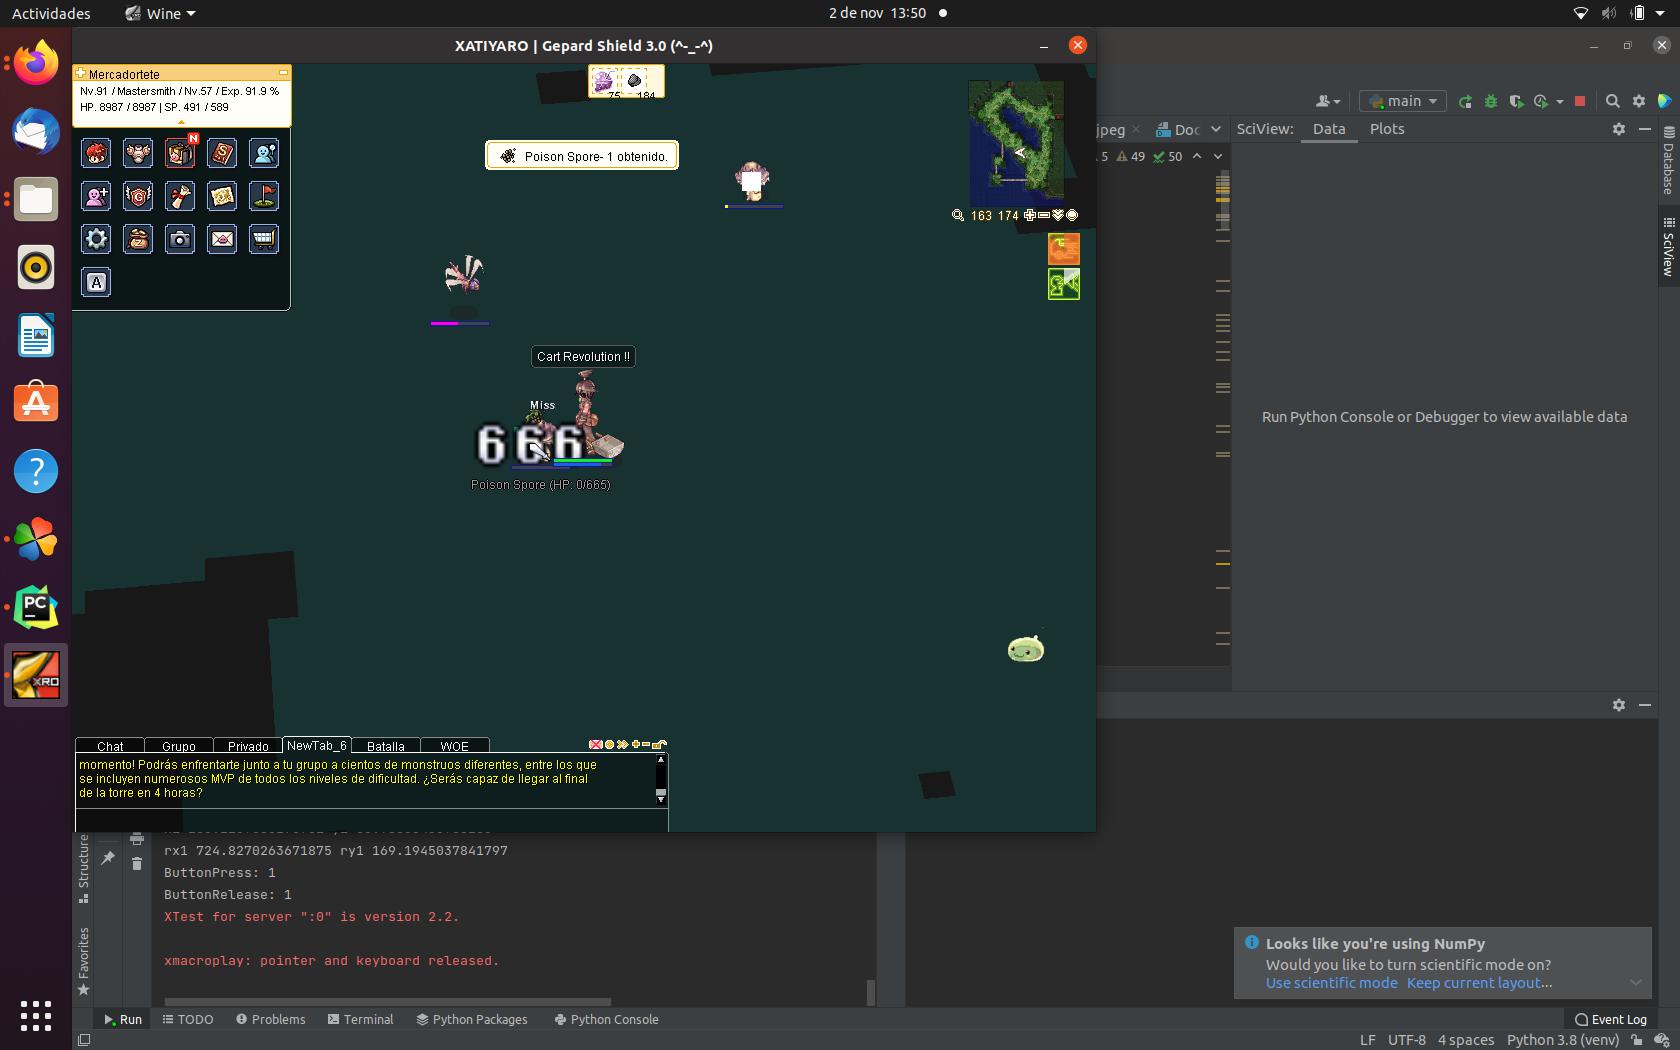 Actividades
Wine
2 de nov 13:50
XATIYARO | Gepard Shield 3.0 (^-_-^)
Mercadortete
Nv.91 / Mastersmith / Nv.57 / Exp. 91.9 %
HP. 8987 / 8987 | SP. 491 / 589
N
A
75 184
Poison Spore- 1 obtenido.
163 174
Cart Revolution !!
Miss
666
Poison Spore (HP: 0/665)
Chat
Grupo
Privado
NewTab_6
Batalla
WOE
momento! Podrás enfrentarte junto a tu grupo a cientos de monstruos diferentes, entre los que
se incluyen numerosos MVP de todos los niveles de dificultad. ¿Serás capaz de llegar al final
de la torre en 4 horas?
XRO
PC
main
jpeg
Doc
5 49 50
SciView: Data Plots
Database
SciView
Run Python Console or Debugger to view available data
Structure
Favorites
rx1 724.8270263671875 ry1 169.1945037841797
ButtonPress: 1
ButtonRelease: 1
XTest for server ":0" is version 2.2.
xmacroplay: pointer and keyboard released.
Looks like you're using NumPy
Would you like to turn scientific mode on?
Use scientific mode Keep current layout...
Run
TODO
Problems
Terminal
Python Packages
Python Console
Event Log
LF UTF-8 4 spaces Python 3.8 (venv)